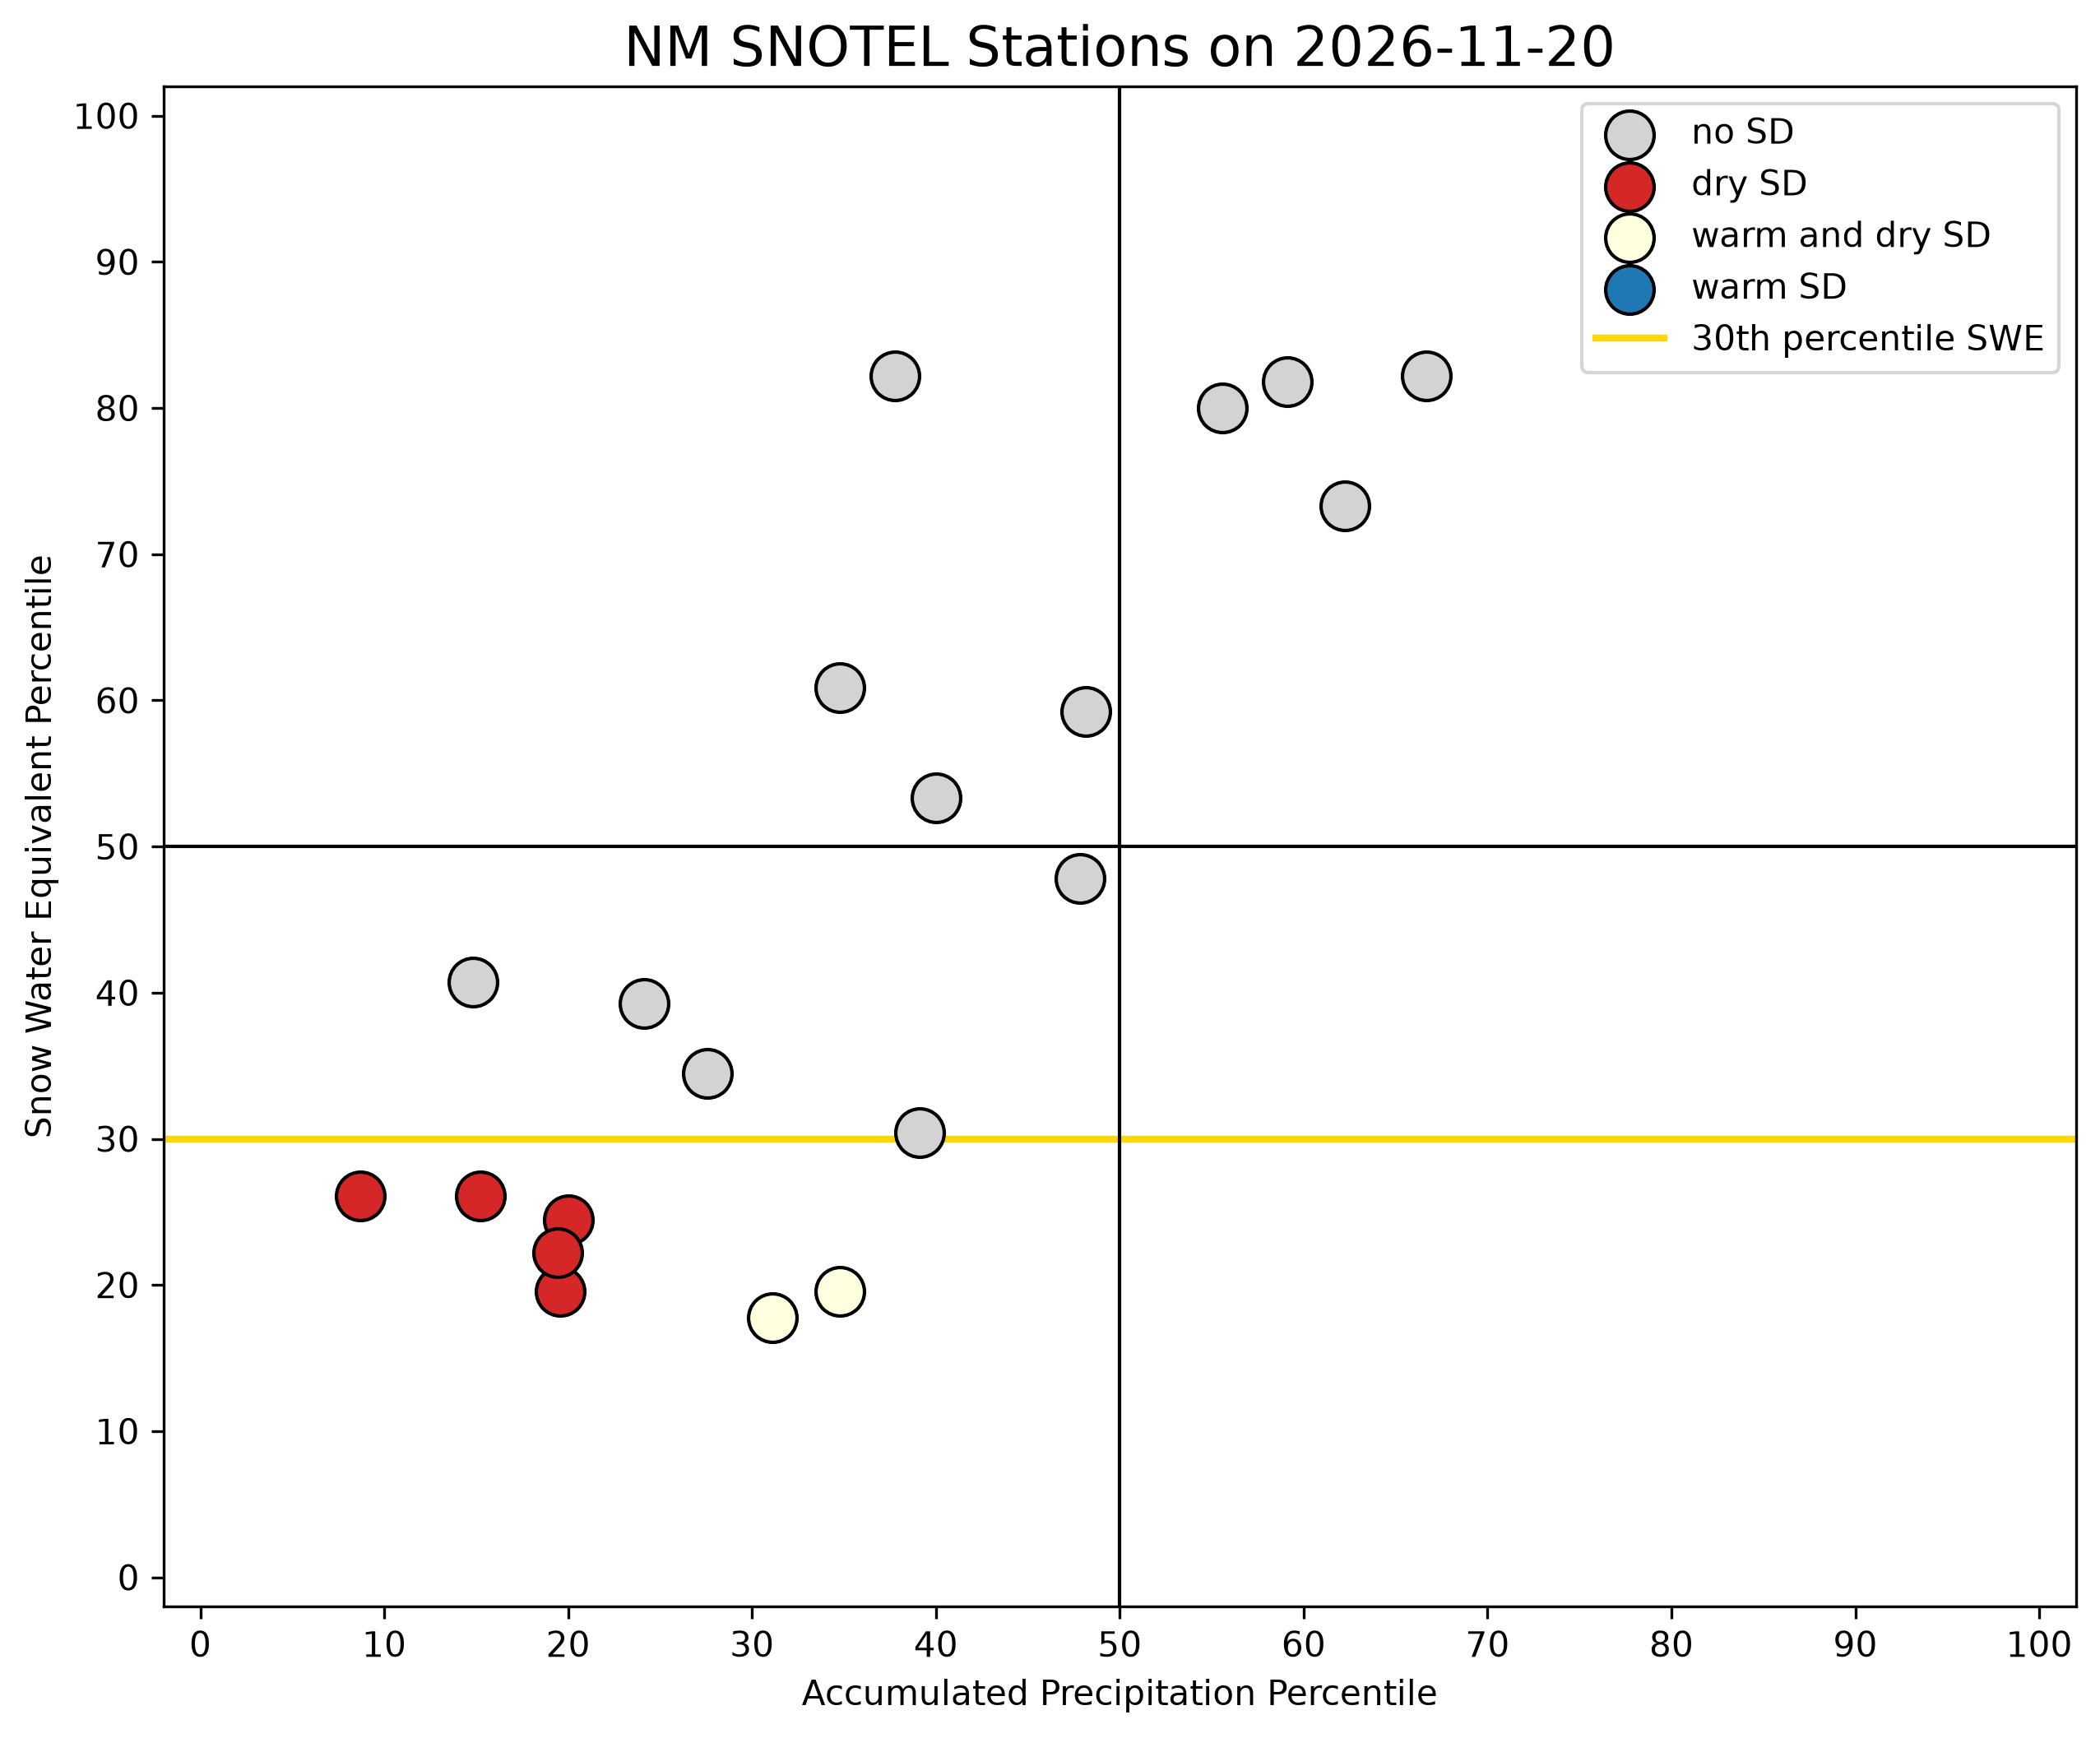 NM SNOTEL Stations on 2026-11-20
no SD
dry SD
warm and dry SD
warm SD
30th percentile SWE
Snow Water Equivalent Percentile
100
90
80
70
60
50
40
30
20
10
0
0 10 20 30 40 50 60 70 80 90 100
Accumulated Precipitation Percentile